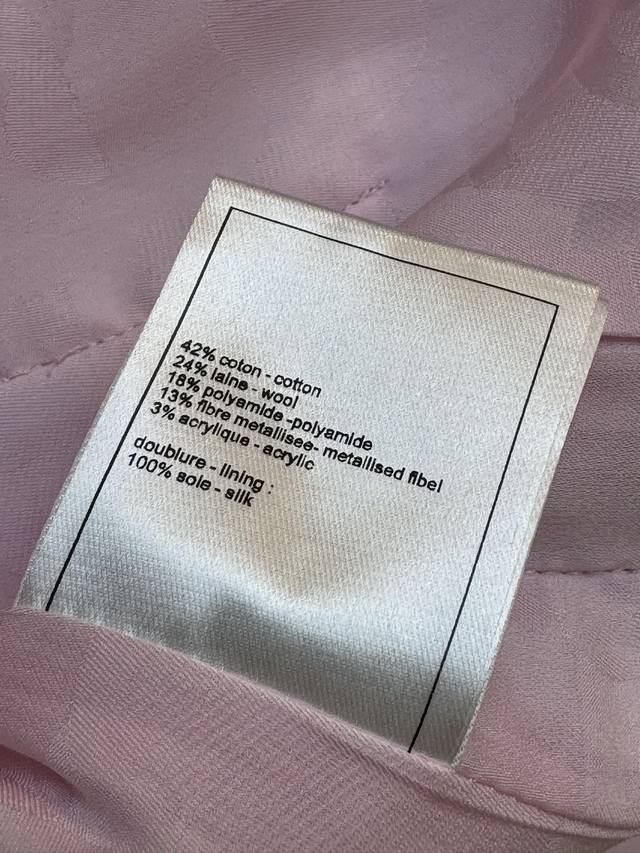 42% coton - cotton
24% laine - wool
18% polyamide -polyamide
13% fibre metallisee- metallised fibel
3% acrylique - acrylic
doublure - lining :
100% soie - silk